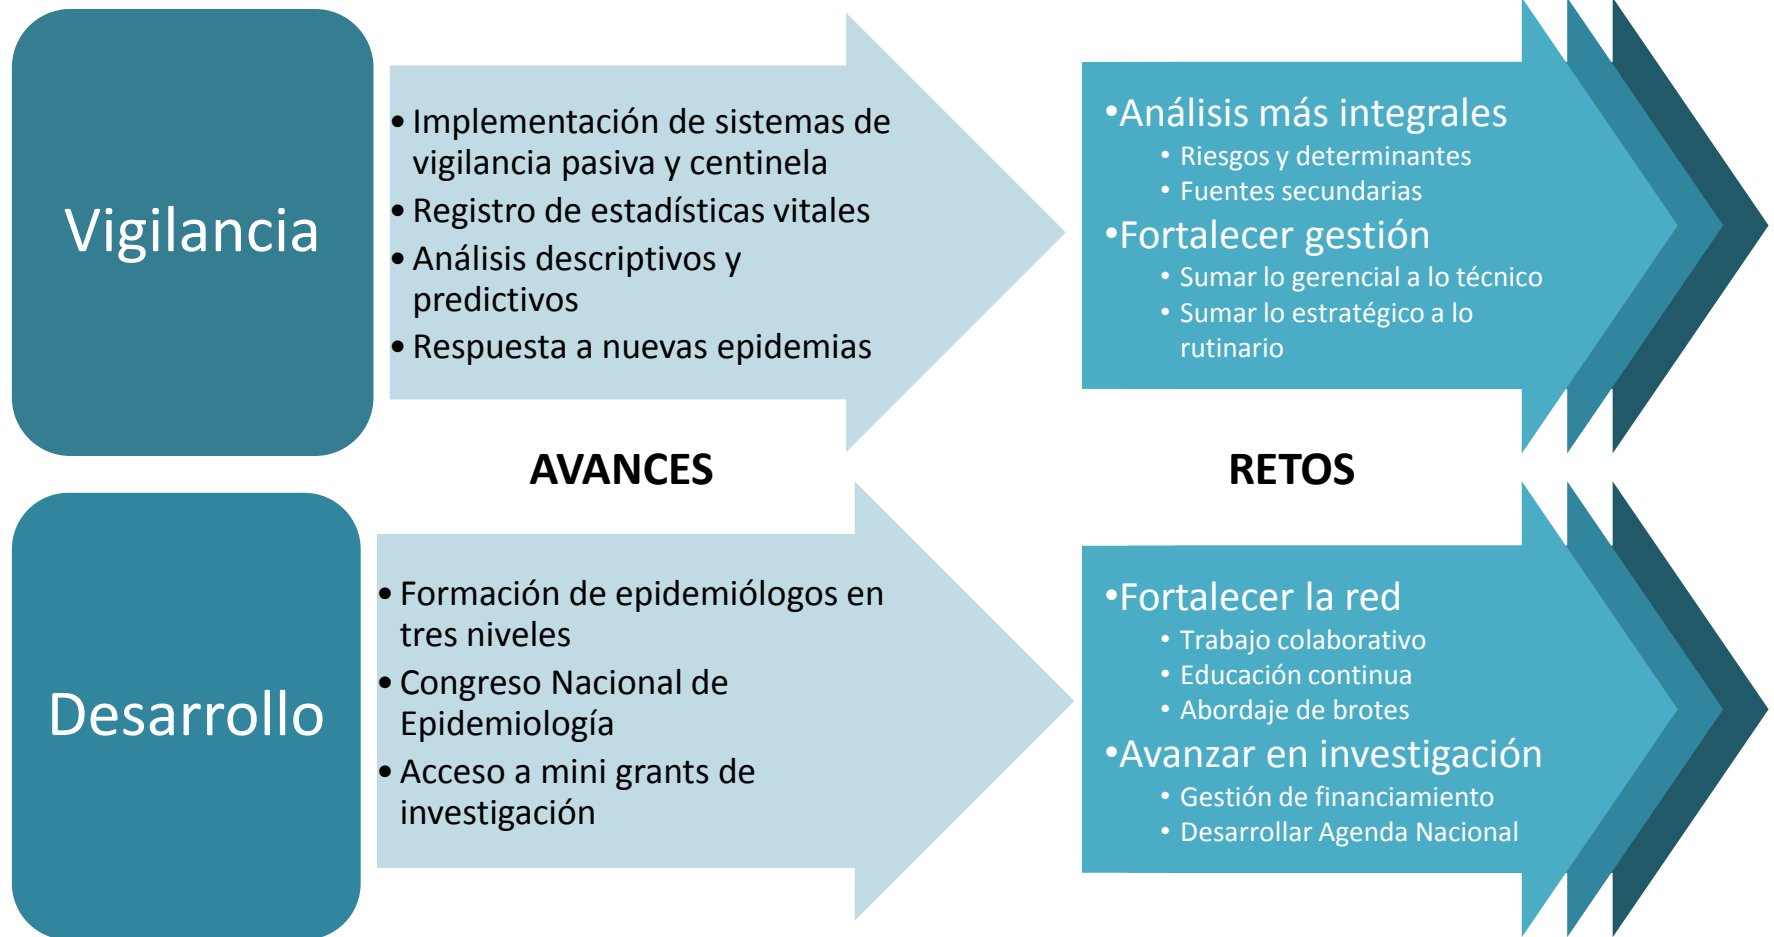 Vigilancia
• Implementación de sistemas de
vigilancia pasiva y centinela
• Registro de estadísticas vitales
• Análisis descriptivos y
predictivos
• Respuesta a nuevas epidemias
•Análisis más integrales
• Riesgos y determinantes
• Fuentes secundarias
•Fortalecer gestión
• Sumar lo gerencial a lo técnico
• Sumar lo estratégico a lo
rutinario
AVANCES
RETOS
Desarrollo
• Formación de epidemiólogos en
tres niveles
• Congreso Nacional de
Epidemiología
• Acceso a mini grants de
investigación
•Fortalecer la red
• Trabajo colaborativo
• Educación continua
• Abordaje de brotes
•Avanzar en investigación
• Gestión de financiamiento
• Desarrollar Agenda Nacional